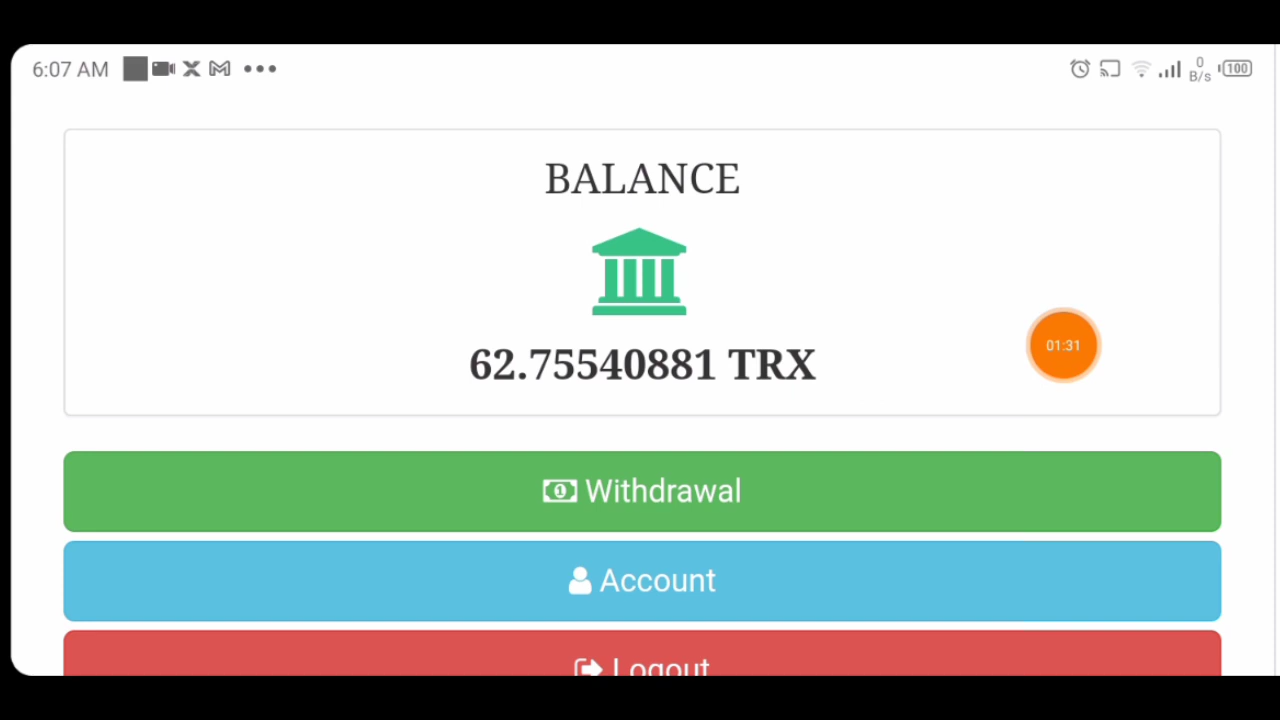 6:07 AM
0
B/s
100
BALANCE
62.75540881 TRX
01:31
Withdrawal
Account
Logout